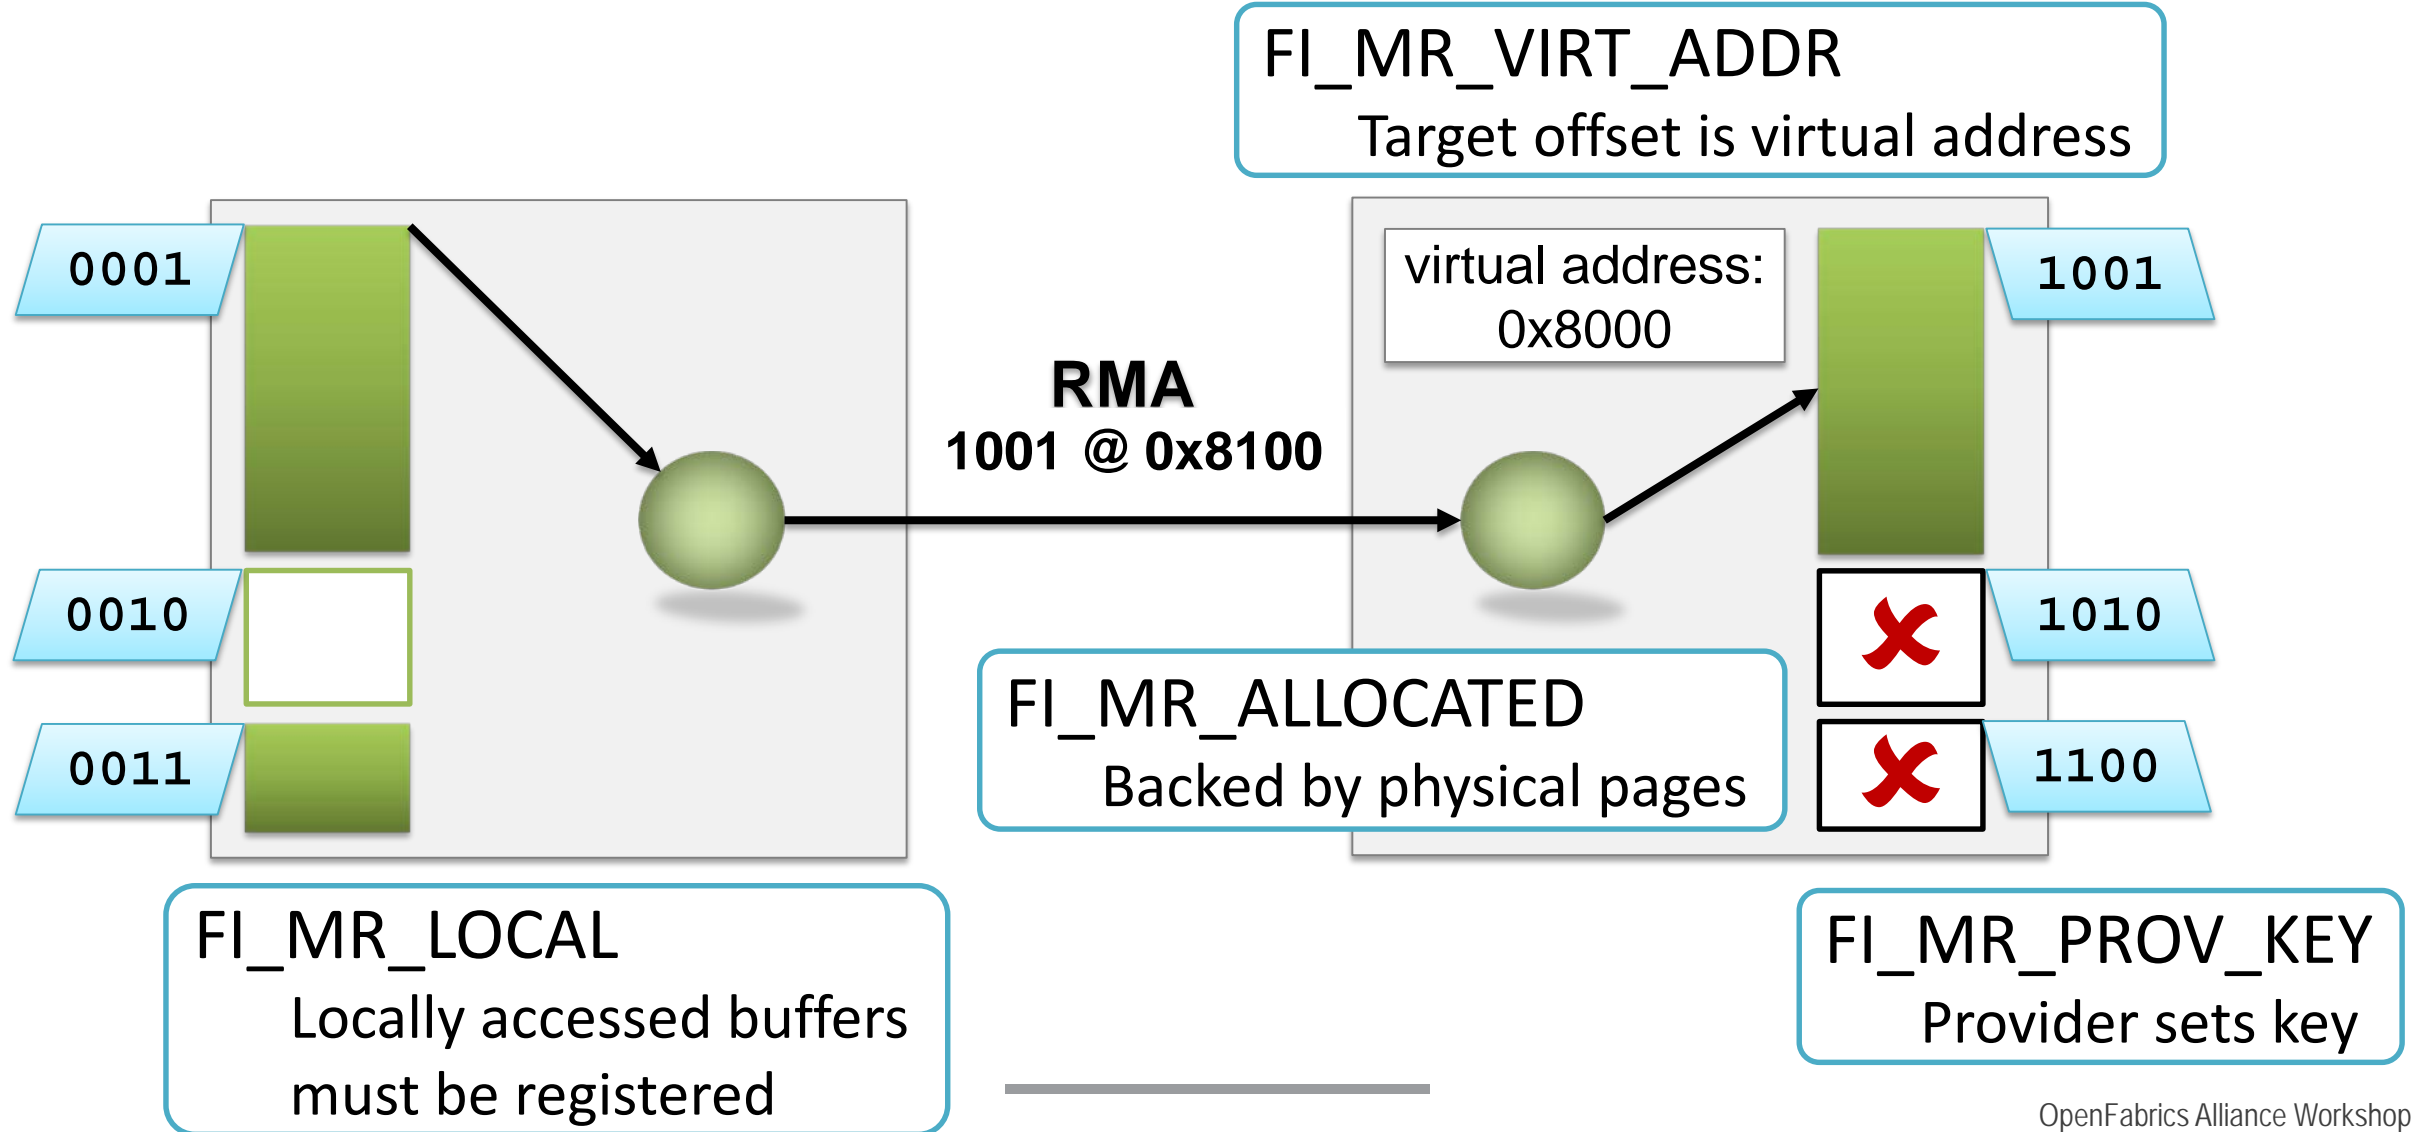 FI_MR_VIRT_ADDR
Target offset is virtual address
0001
virtual address:
0x8000
1001
RMA
1001 @ 0x8100
0010
1010
FI_MR_ALLOCATED
Backed by physical pages
0011
1100
FI_MR_LOCAL
Locally accessed buffers
must be registered
FI_MR_PROV_KEY
Provider sets key
OpenFabrics Alliance Workshop